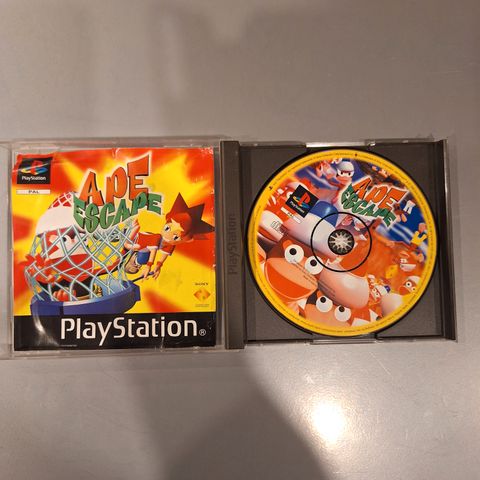 PlayStation
PAL
APE
ESCAPE
SONY
PlayStation®
PlayStation
APE
ESCAPE